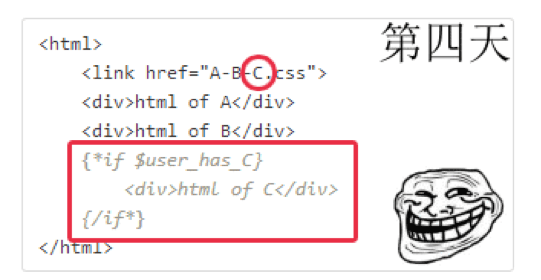 第四天
<html>
<link href="A-B-C.css">
<div>html of A</div>
<div>html of B</div>
{*if $user_has_C}
<div>html of C</div>
{/if*}
</html>